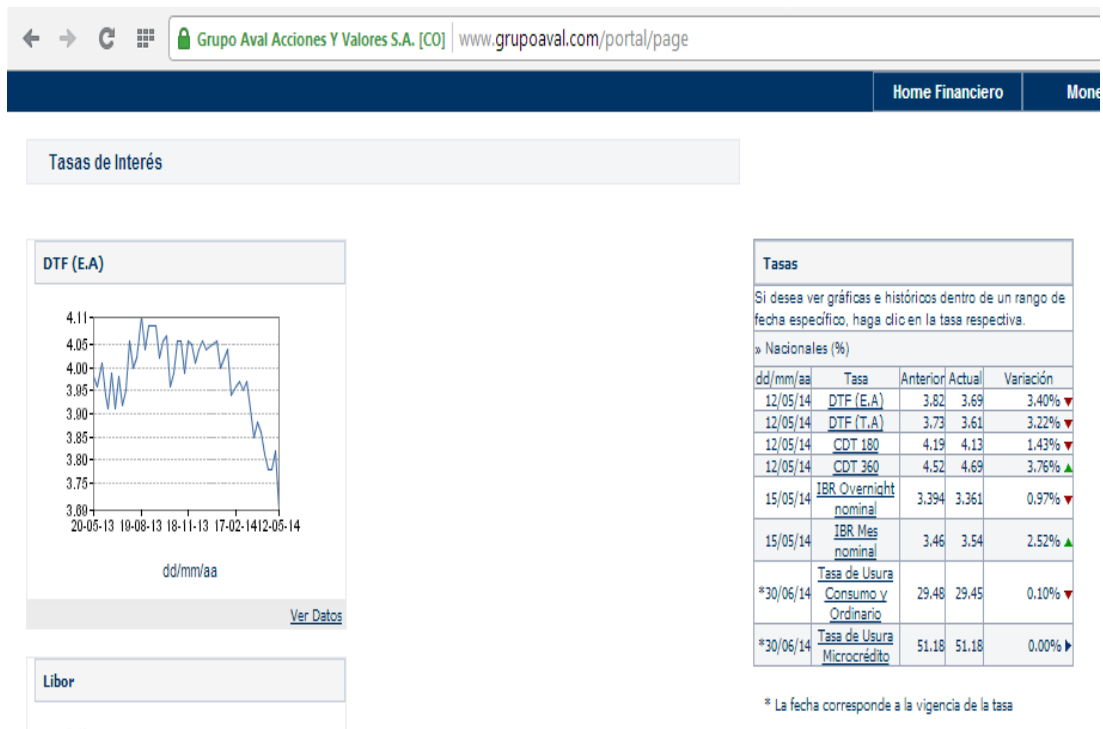 Grupo Aval Acciones Y Valores S.A. [CO] www.grupoaval.com/portal/page
Home Financiero Mone
Tasas de Interés
DTF (E.A)
4.11
4.05
4.00
3.95
3.90
3.85
3.80
3.75
3.69
20-05-13 19-08-13 18-11-13 17-02-14 12-05-14
dd/mm/aa
Ver Datos
Libor
Tasas
Si desea ver gráficas e históricos dentro de un rango de
fecha específico, haga clic en la tasa respectiva.
» Nacionales (%)
dd/mm/aa Tasa Anterior Actual Variación
12/05/14 DTF (E.A) 3.82 3.69 3.40%
12/05/14 DTF (T.A) 3.73 3.61 3.22%
12/05/14 CDT 180 4.19 4.13 1.43%
12/05/14 CDT 360 4.52 4.69 3.76%
15/05/14 IBR Overnight
nominal 3.394 3.361 0.97%
15/05/14 IBR Mes
nominal 3.46 3.54 2.52%
*30/06/14 Tasa de Usura
Consumo y
Ordinario 29.48 29.45 0.10%
*30/06/14 Tasa de Usura
Microcrédito 51.18 51.18 0.00%
* La fecha corresponde a la vigencia de la tasa